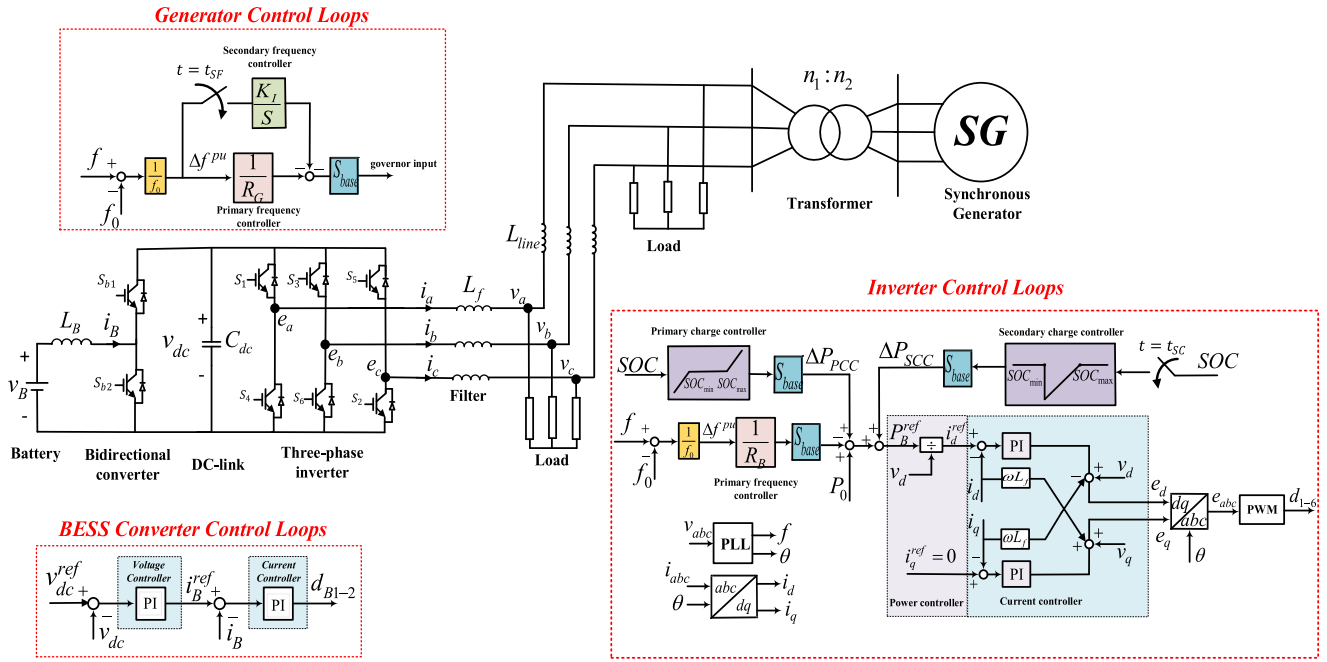 Generator Control Loops
Secondary frequency
controller
t = t_SF
K_I
S
f
+
-
f_0
1
f_0
Δf^pu
1
R_G
Primary frequency
controller
-
-
S_base
governor input
n_1 : n_2
SG
Transformer
Synchronous
Generator
Load
L_line
S_b1
S_b2
S_1
S_3
S_5
S_4
S_6
S_2
L_B
i_B
+
v_B
-
v_dc
+
C_dc
-
e_a
e_b
e_c
i_a
i_b
i_c
L_f
v_a
v_b
v_c
Filter
Load
Battery
Bidirectional
converter
DC-link
Three-phase
inverter
BESS Converter Control Loops
v_dc^ref
+
-
v_dc
Voltage
Controller
PI
i_B^ref
+
-
i_B
Current
Controller
PI
d_B1-2
Inverter Control Loops
Primary charge controller
SOC
SOC_min
SOC_max
S_base
ΔP_PCC
Secondary charge controller
ΔP_SCC
S_base
SOC_min
SOC_max
t = t_SC
SOC
f
+
-
f_0
1
f_0
Δf^pu
1
R_B
S_base
Primary frequency
controller
-
+
-
+
P_0
+
+
P_B^ref
÷
v_d
i_d^ref
+
-
i_d
PI
ωL_f
-
+
v_d
i_q
ωL_f
+
+
v_q
i_q^ref = 0
-
+
PI
e_d
e_q
dq
abc
θ
e_abc
PWM
d_1-6
v_abc
PLL
f
θ
i_abc
θ
abc
dq
i_d
i_q
Power controller
Current controller